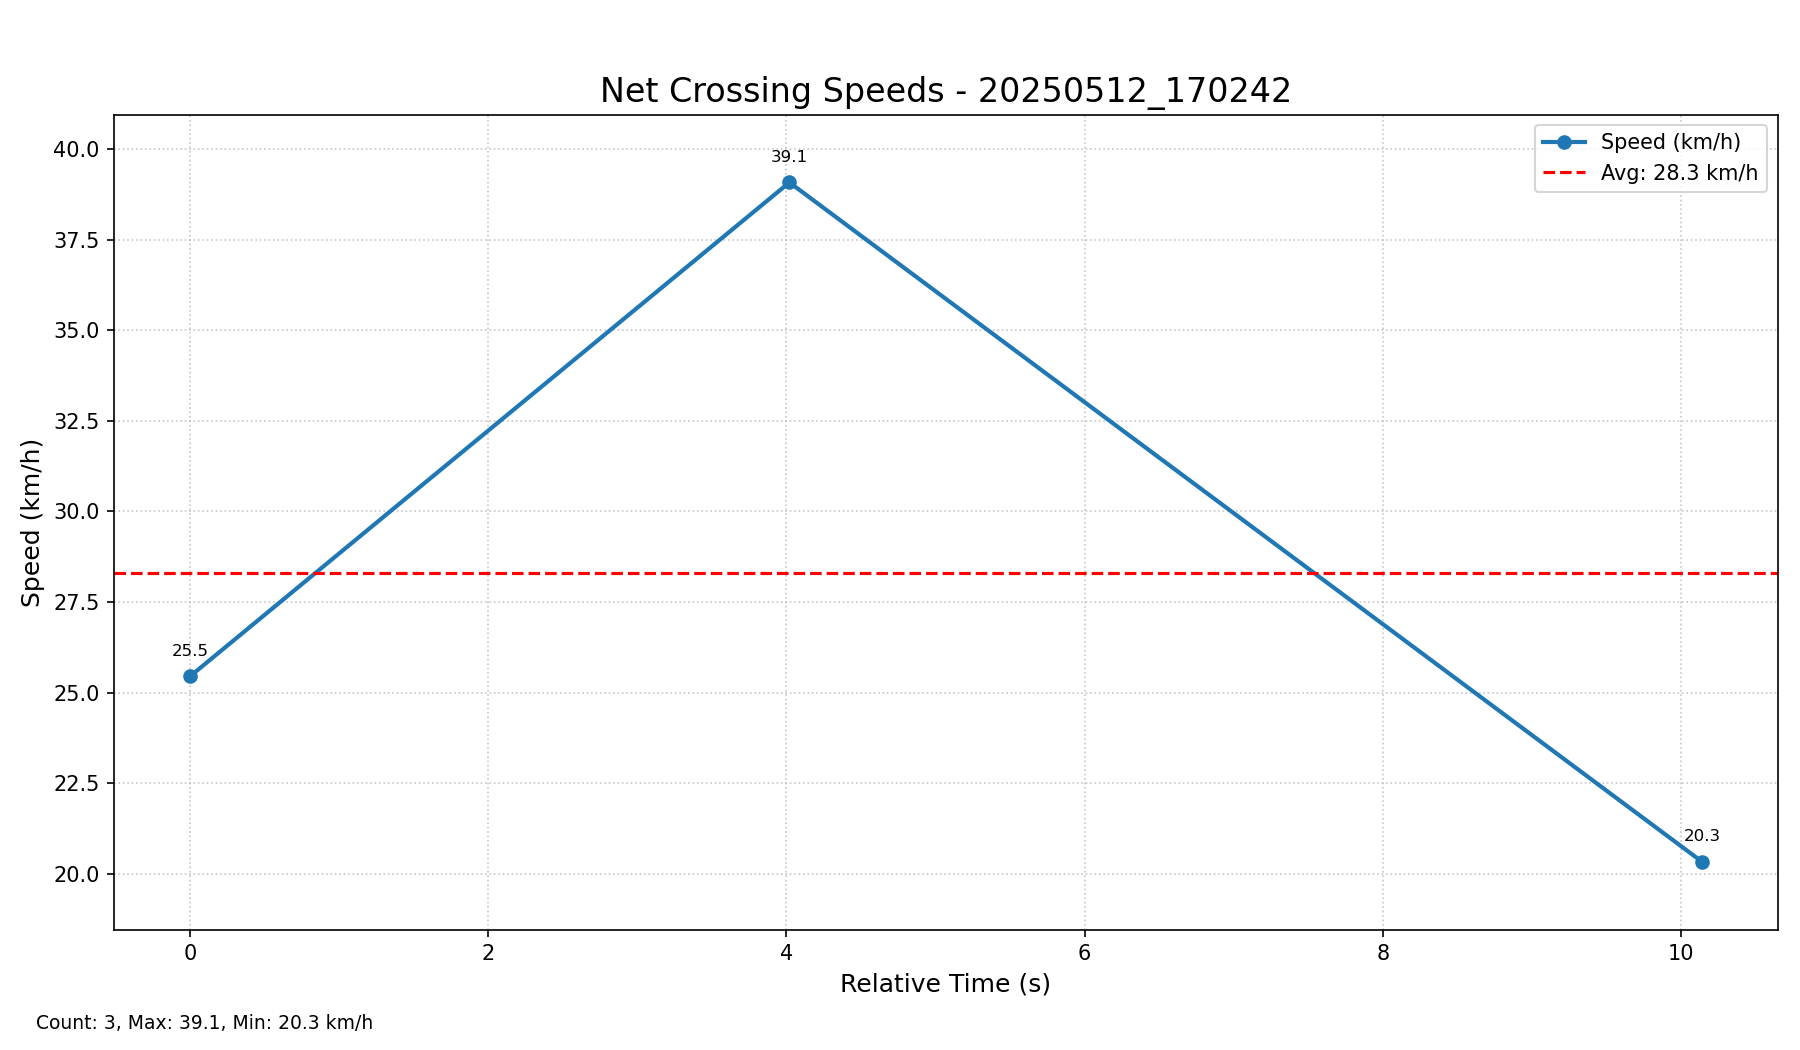 Net Crossing Speeds - 20250512_170242
Speed (km/h)
Avg: 28.3 km/h
40.0
37.5
35.0
32.5
30.0
27.5
25.0
22.5
20.0
Speed (km/h)
25.5
39.1
20.3
0 2 4 6 8 10
Relative Time (s)
Count: 3, Max: 39.1, Min: 20.3 km/h